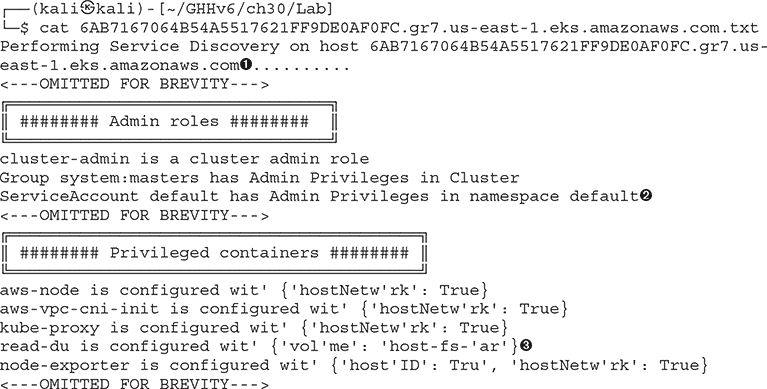 ┌──(kali㉿kali)-[~/GHHv6/ch30/Lab]
└─$ cat 6AB7167064B54A5517621FF9DE0AF0FC.gr7.us-east-1.eks.amazonaws.com.txt
Performing Service Discovery on host 6AB7167064B54A5517621FF9DE0AF0FC.gr7.us-
east-1.eks.amazonaws.com❶..........
<---OMITTED FOR BREVITY--->
######## Admin roles ########
cluster-admin is a cluster admin role
Group system:masters has Admin Privileges in Cluster
ServiceAccount default has Admin Privileges in namespace default❷
<---OMITTED FOR BREVITY--->
######## Privileged containers ########
aws-node is configured wit' {'hostNetw'rk': True}
aws-vpc-cni-init is configured wit' {'hostNetw'rk': True}
kube-proxy is configured wit' {'hostNetw'rk': True}
read-du is configured wit' {'vol'me': 'host-fs-'ar'}❸
node-exporter is configured wit' {'host'ID': Tru', 'hostNetw'rk': True}
<---OMITTED FOR BREVITY--->